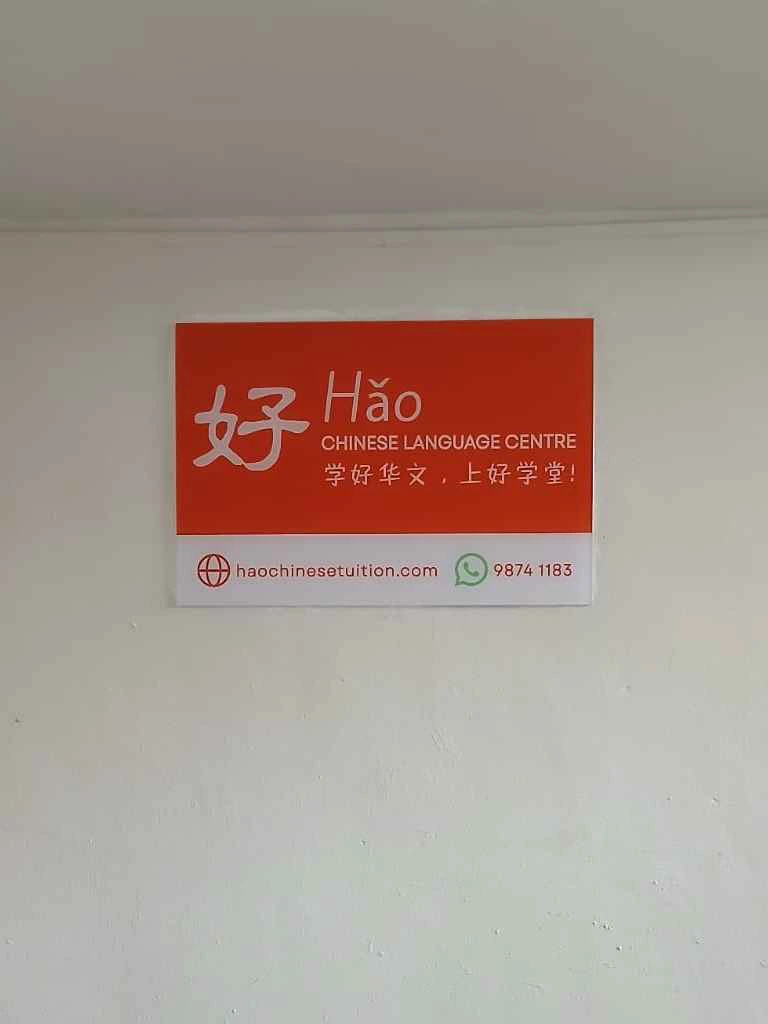 好
Hǎo
CHINESE LANGUAGE CENTRE
学好华文，上好学堂!
haochinesetuition.com
9874 1183